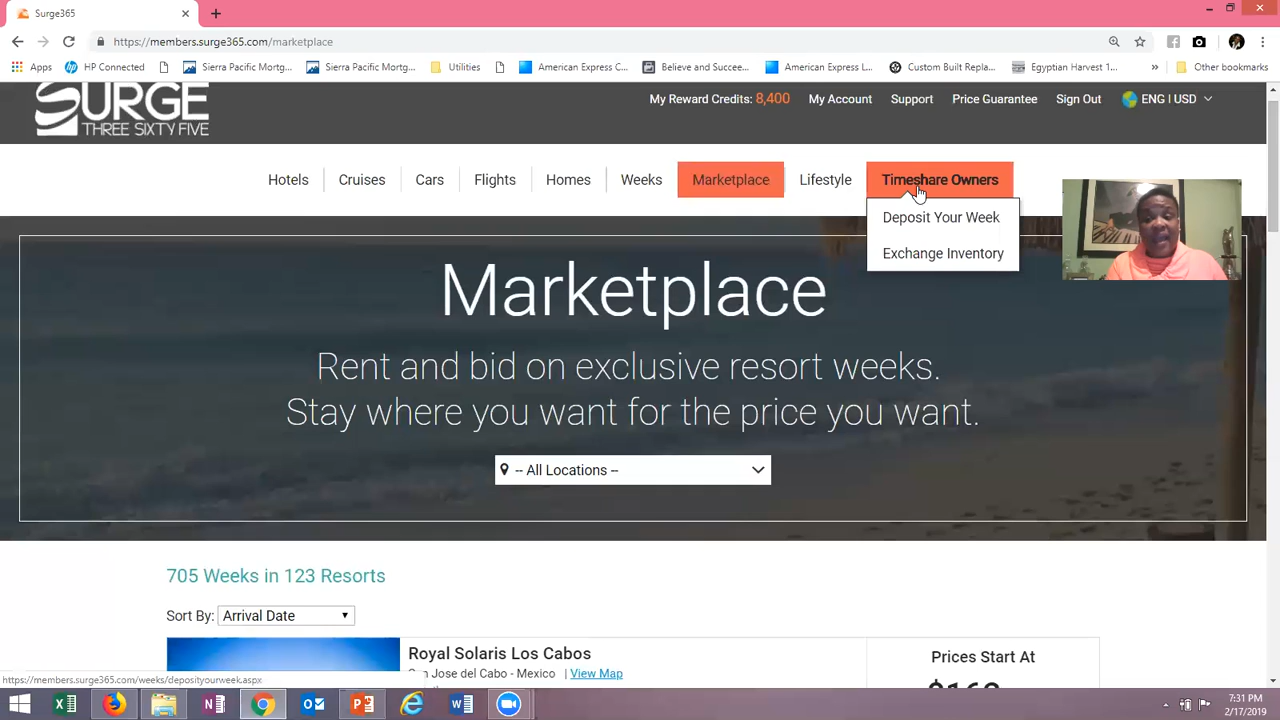 Surge365
https://members.surge365.com/marketplace
Apps
HP Connected
Sierra Pacific Mortg...
Sierra Pacific Mortg...
Utilities
American Express C...
Believe and Succee...
American Express L...
Custom Built Repla...
Egyptian Harvest 1...
»
Other bookmarks
SURGE
THREE SIXTY FIVE
My Reward Credits: 8,400
My Account
Support
Price Guarantee
Sign Out
ENG | USD
Hotels
Cruises
Cars
Flights
Homes
Weeks
Marketplace
Lifestyle
Timeshare Owners
Deposit Your Week
Exchange Inventory
Marketplace
Rent and bid on exclusive resort weeks.
Stay where you want for the price you want.
-- All Locations --
705 Weeks in 123 Resorts
Sort By: Arrival Date
Royal Solaris Los Cabos
San Jose del Cabo - Mexico | View Map
Prices Start At
https://members.surge365.com/weeks/deposityourweek.aspx
7:31 PM
2/17/2019